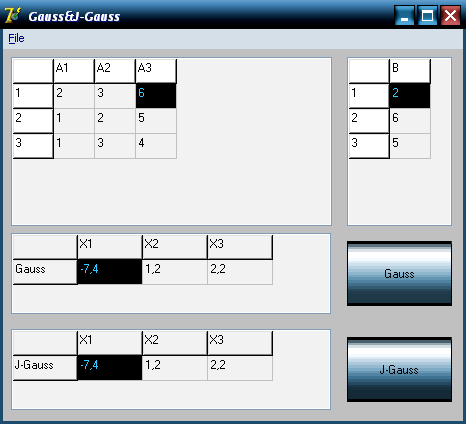 Gauss&J-Gauss
File
A1 A2 A3
1 2 3 6
2 1 2 5
3 1 3 4
B
1 2
2 6
3 5
X1 X2 X3
Gauss -7,4 1,2 2,2
Gauss
X1 X2 X3
J-Gauss -7,4 1,2 2,2
J-Gauss